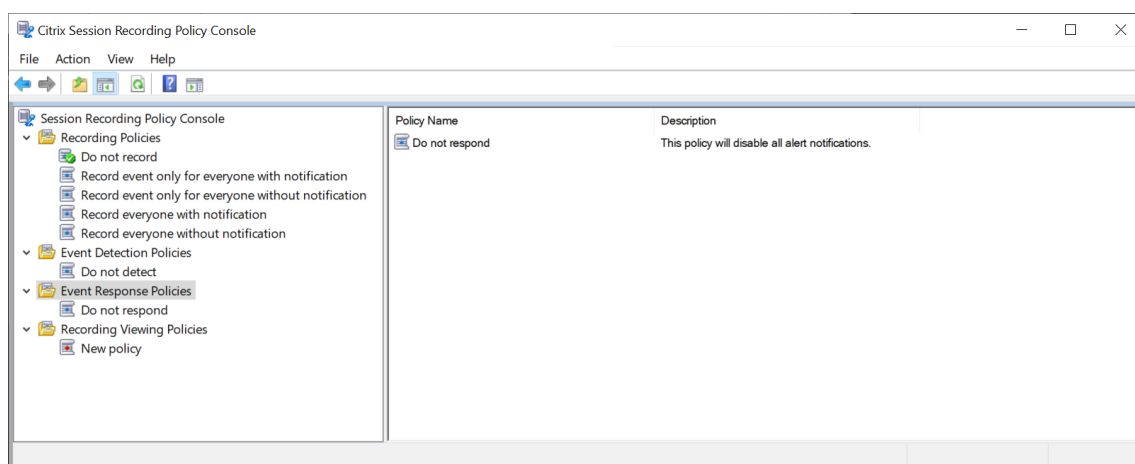 Citrix Session Recording Policy Console
File Action View Help
Session Recording Policy Console
Recording Policies
Do not record
Record event only for everyone with notification
Record event only for everyone without notification
Record everyone with notification
Record everyone without notification
Event Detection Policies
Do not detect
Event Response Policies
Do not respond
Recording Viewing Policies
New policy
Policy Name Description
Do not respond This policy will disable all alert notifications.